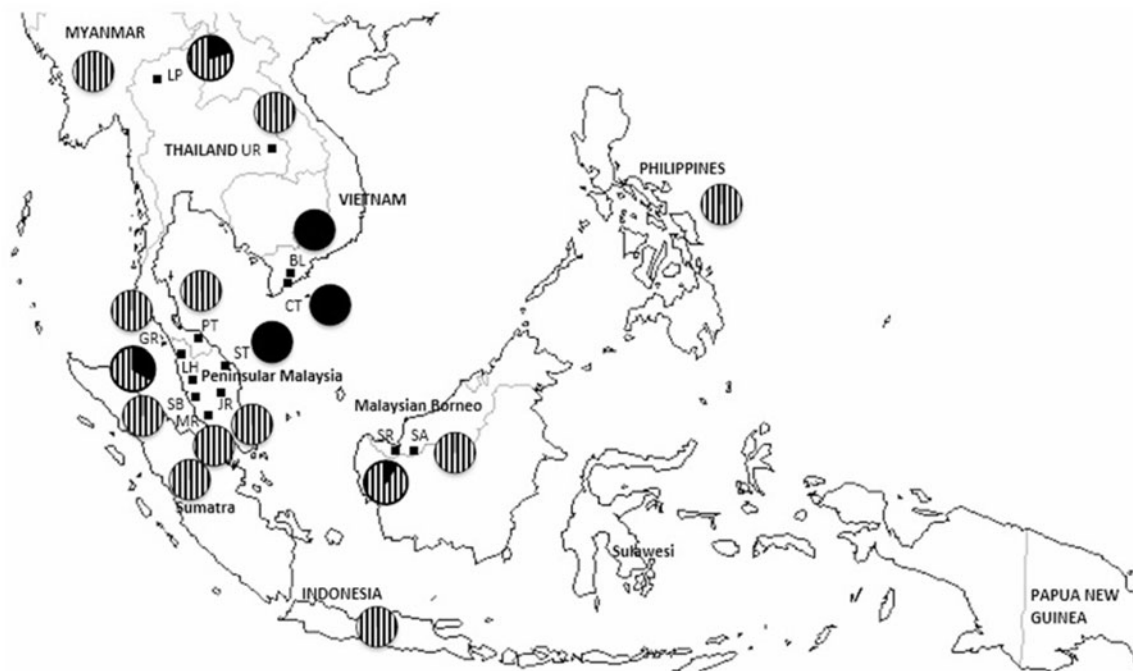 MYANMAR
LP
THAILAND UR
PHILIPPINES
VIETNAM
BL
CT
PT
GR
ST
LH
Peninsular Malaysia
SB
JR
MR
Malaysian Borneo
SR SA
Sumatra
Sulawesi
INDONESIA
PAPUA NEW
GUINEA